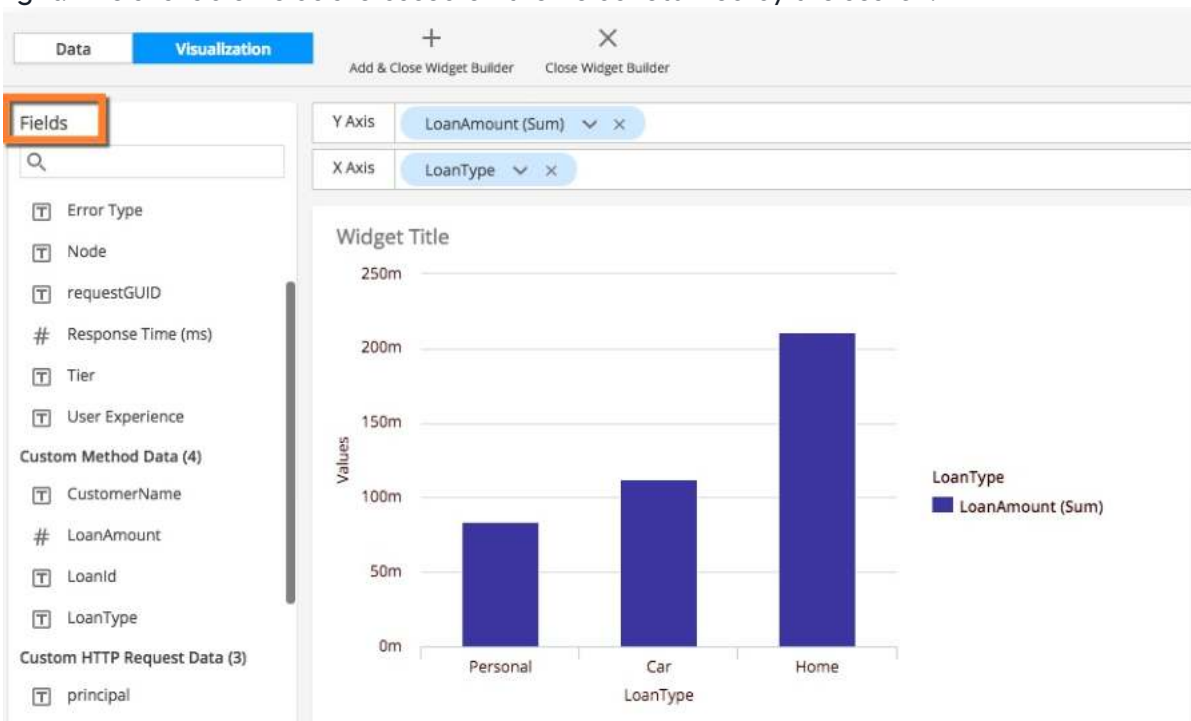 Data
Visualization
Add & Close Widget Builder
Close Widget Builder
Fields
Error Type
Node
requestGUID
# Response Time (ms)
Tier
User Experience
Custom Method Data (4)
CustomerName
# LoanAmount
LoanId
LoanType
Custom HTTP Request Data (3)
principal
Y Axis
LoanAmount (Sum)
X Axis
LoanType
Widget Title
250m
200m
150m
100m
50m
0m
Values
Personal
Car
Home
LoanType
LoanType
LoanAmount (Sum)